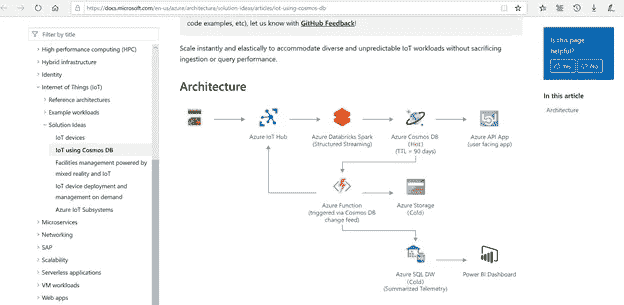 https://docs.microsoft.com/en-us/azure/architecture/solution-ideas/articles/iot-using-cosmos-db
code examples, etc), let us know with GitHub Feedback!
Filter by title
High performance computing (HPC)
Hybrid infrastructure
Identity
Internet of Things (IoT)
Reference architectures
Example workloads
Solution Ideas
IoT devices
IoT using Cosmos DB
Facilities management powered by
mixed reality and IoT
IoT device deployment and
management on demand
Azure IoT Subsystems
Microservices
Networking
SAP
Scalability
Serverless applications
VM workloads
Web apps
Scale instantly and elastically to accommodate diverse and unpredictable IoT workloads without sacrificing
ingestion or query performance.
Architecture
Azure IoT Hub
Azure Databricks Spark
(Structured Streaming)
Azure Cosmos DB
(Hot)
(TTL = 90 days)
Azure API App
(user facing app)
Azure Function
(triggered via Cosmos DB
change feed)
Azure Storage
(Cold)
Azure SQL DW
(Cold)
(Summarized Telemetry)
Power BI Dashboard
Is this page
helpful?
Yes
No
In this article
Architecture